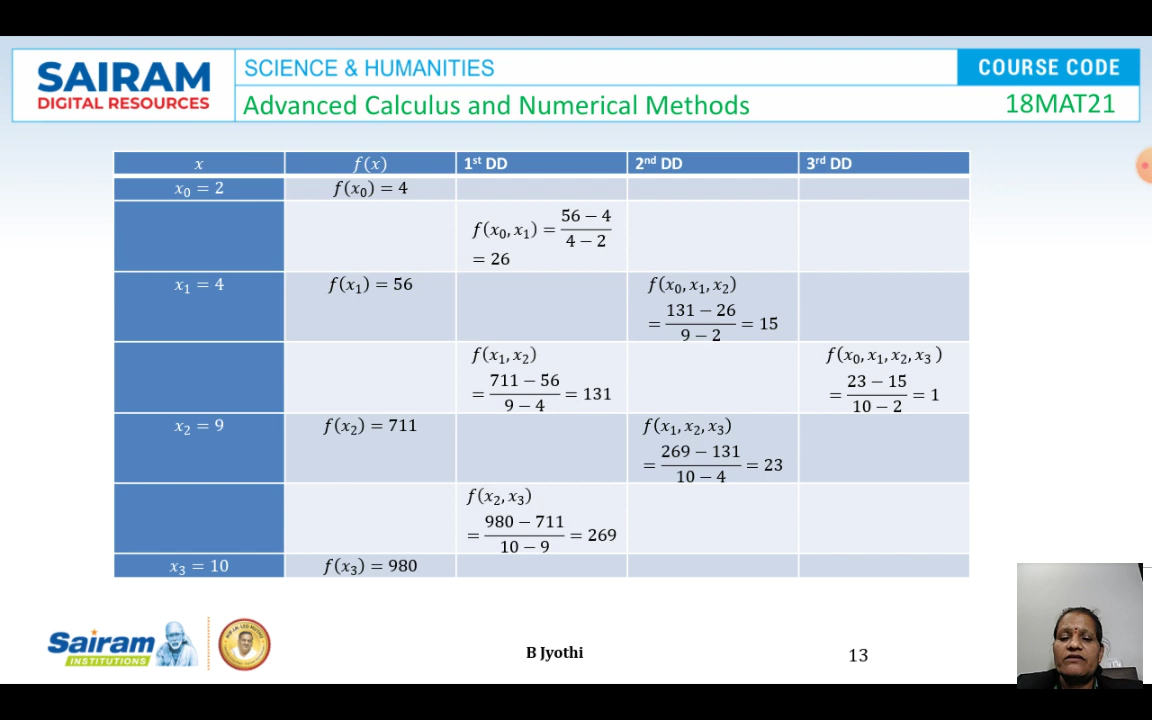 SAIRAM
DIGITAL RESOURCES
SCIENCE & HUMANITIES
COURSE CODE
Advanced Calculus and Numerical Methods
18MAT21
x f(x) 1st DD 2nd DD 3rd DD
x₀ = 2 f(x₀) = 4
f(x₀, x₁) = (56 − 4)/(4 − 2)
= 26
x₁ = 4 f(x₁) = 56
f(x₀, x₁, x₂)
= (131 − 26)/(9 − 2) = 15
f(x₁, x₂)
= (711 − 56)/(9 − 4) = 131
f(x₀, x₁, x₂, x₃ )
= (23 − 15)/(10 − 2) = 1
x₂ = 9 f(x₂) = 711
f(x₁, x₂, x₃)
= (269 − 131)/(10 − 4) = 23
f(x₂, x₃)
= (980 − 711)/(10 − 9) = 269
x₃ = 10 f(x₃) = 980
Sairam
INSTITUTIONS
B Jyothi
13